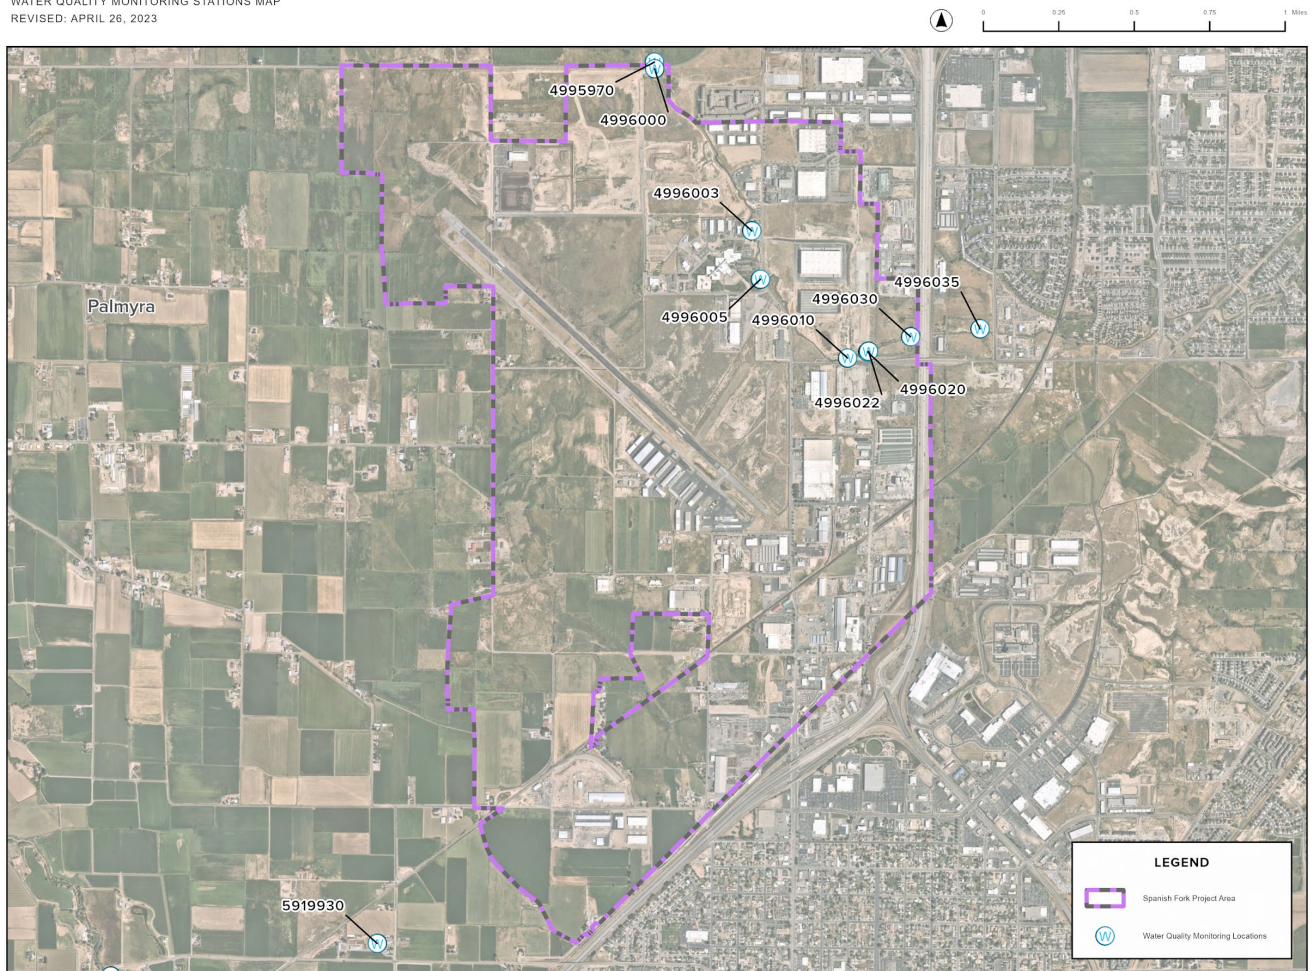 WATER QUALITY MONITORING STATIONS MAP
REVISED: APRIL 26, 2023
0 0.25 0.5 0.75 1 Miles
4995970
4996000
4996003
4996035
4996030
Palmyra
4996005
4996010
4996020
4996022
LEGEND
Spanish Fork Project Area
5919930
W Water Quality Monitoring Locations